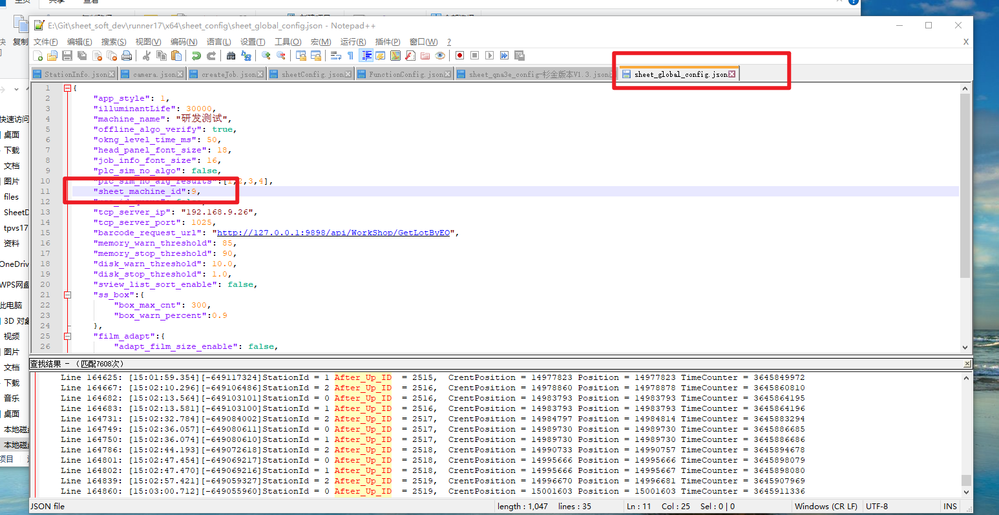 主页 共享 查看
E:\Git\sheet_soft_dev\runner17\x64\sheet_config\sheet_global_config.json - Notepad++
文件(F) 编辑(E) 搜索(S) 视图(V) 编码(N) 语言(L) 设置(T) 工具(O) 宏(M) 运行(R) 插件(P) 窗口(W) ? X
StationInfo.json camera.json createJob.json sheetConfig.json FunctionConfig.json sheet_qna3e_config-杉金版本V1.3.json sheet_global_config.json
复制
快速访问
桌面
下载
文档
图片
files
SheetD
tpvs17
资料
OneDriv
WPS网盘
此电脑
3D 对象
视频
图片
文档
下载
音乐
桌面
本地磁盘
本地磁盘
项目
1 {
2 "app_style": 1,
3 "illuminantLife": 30000,
4 "machine_name": "研发测试",
5 "offline_algo_verify": true,
6 "okng_level_time_ms": 50,
7 "head_panel_font_size": 18,
8 "job_info_font_size": 16,
9 "plc_sim_no_algo": false,
10 "plc_sim_no_alg_results":[1,2,3,4],
11 "sheet_machine_id":9,
12
13 "tcp_server_ip": "192.168.9.26",
14 "tcp_server_port": 1025,
15 "barcode_request_url": "http://127.0.0.1:9898/api/WorkShop/GetLotByEO",
16 "memory_warn_threshold": 85,
17 "memory_stop_threshold": 90,
18 "disk_warn_threshold": 10.0,
19 "disk_stop_threshold": 1.0,
20 "sview_list_sort_enable": false,
21 "ss_box":{
22 "box_max_cnt": 300,
23 "box_warn_percent":0.9
24 },
25 "film_adapt":{
26 "adapt_film_size_enable": false,
查找结果 - （匹配7608次）
Line 164625: [15:01:59.354][-649117324]StationId = 1 After_Up_ID = 2515, CrentPosition = 14977823 Position = 14977823 TimeCounter = 3645849972
Line 164667: [15:02:10.296][-649106486]StationId = 2 After_Up_ID = 2516, CrentPosition = 14978860 Position = 14978878 TimeCounter = 3645860810
Line 164682: [15:02:13.564][-649103101]StationId = 0 After_Up_ID = 2516, CrentPosition = 14983793 Position = 14983793 TimeCounter = 3645864195
Line 164683: [15:02:13.581][-649103100]StationId = 1 After_Up_ID = 2516, CrentPosition = 14983793 Position = 14983793 TimeCounter = 3645864196
Line 164731: [15:02:32.784][-649084002]StationId = 2 After_Up_ID = 2517, CrentPosition = 14984797 Position = 14984814 TimeCounter = 3645883294
Line 164749: [15:02:36.057][-649080611]StationId = 0 After_Up_ID = 2517, CrentPosition = 14989730 Position = 14989730 TimeCounter = 3645886685
Line 164750: [15:02:36.074][-649080610]StationId = 1 After_Up_ID = 2517, CrentPosition = 14989730 Position = 14989730 TimeCounter = 3645886686
Line 164786: [15:02:44.193][-649072618]StationId = 2 After_Up_ID = 2518, CrentPosition = 14990733 Position = 14990757 TimeCounter = 3645894678
Line 164801: [15:02:47.454][-649069217]StationId = 0 After_Up_ID = 2518, CrentPosition = 14995666 Position = 14995666 TimeCounter = 3645898079
Line 164802: [15:02:47.470][-649069216]StationId = 1 After_Up_ID = 2518, CrentPosition = 14995666 Position = 14995667 TimeCounter = 3645898080
Line 164839: [15:02:57.421][-649059327]StationId = 2 After_Up_ID = 2519, CrentPosition = 14996670 Position = 14996681 TimeCounter = 3645907969
Line 164860: [15:03:00.712][-649055960]StationId = 0 After_Up_ID = 2519, CrentPosition = 15001603 Position = 15001603 TimeCounter = 3645911336
JSON file length : 1,047 lines : 35 Ln : 11 Col : 25 Sel : 0 | 0 Windows (CR LF) UTF-8 INS